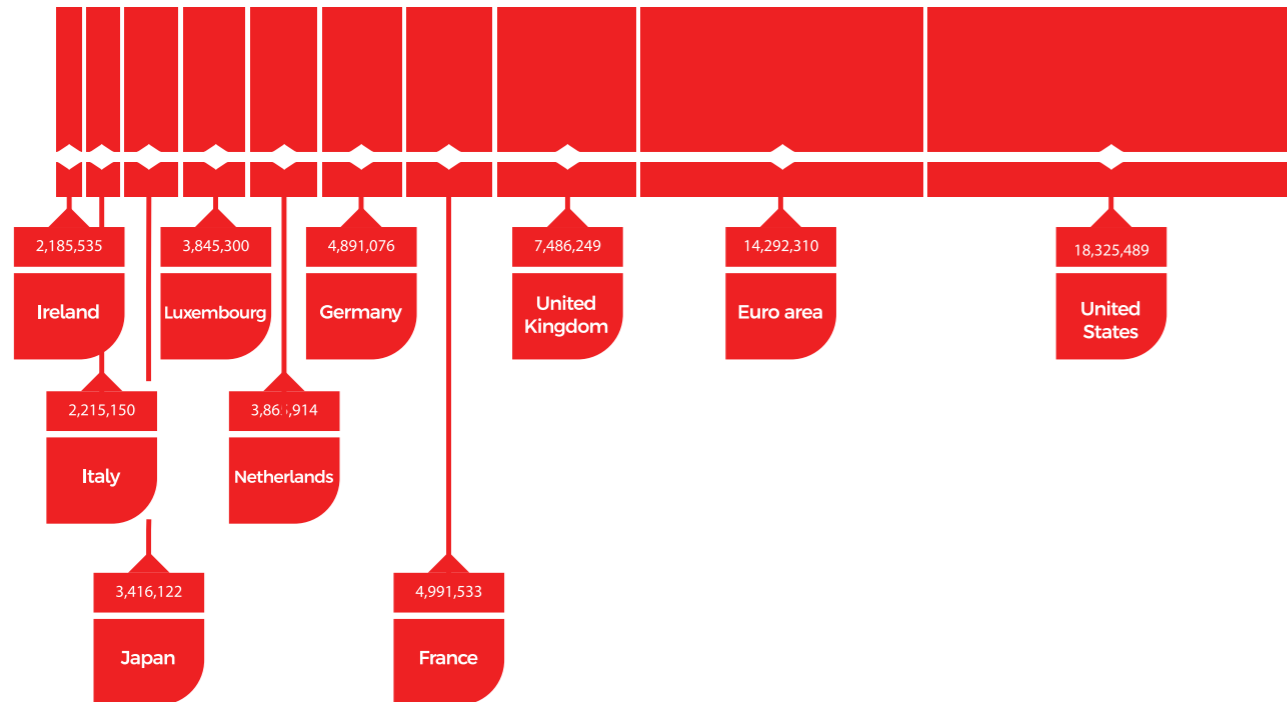 2,185,535
Ireland
3,845,300
Luxembourg
4,891,076
Germany
7,486,249
United
Kingdom
14,292,310
Euro area
18,325,489
United
States
2,215,150
Italy
Netherlands
3,416,122
Japan
4,991,533
France